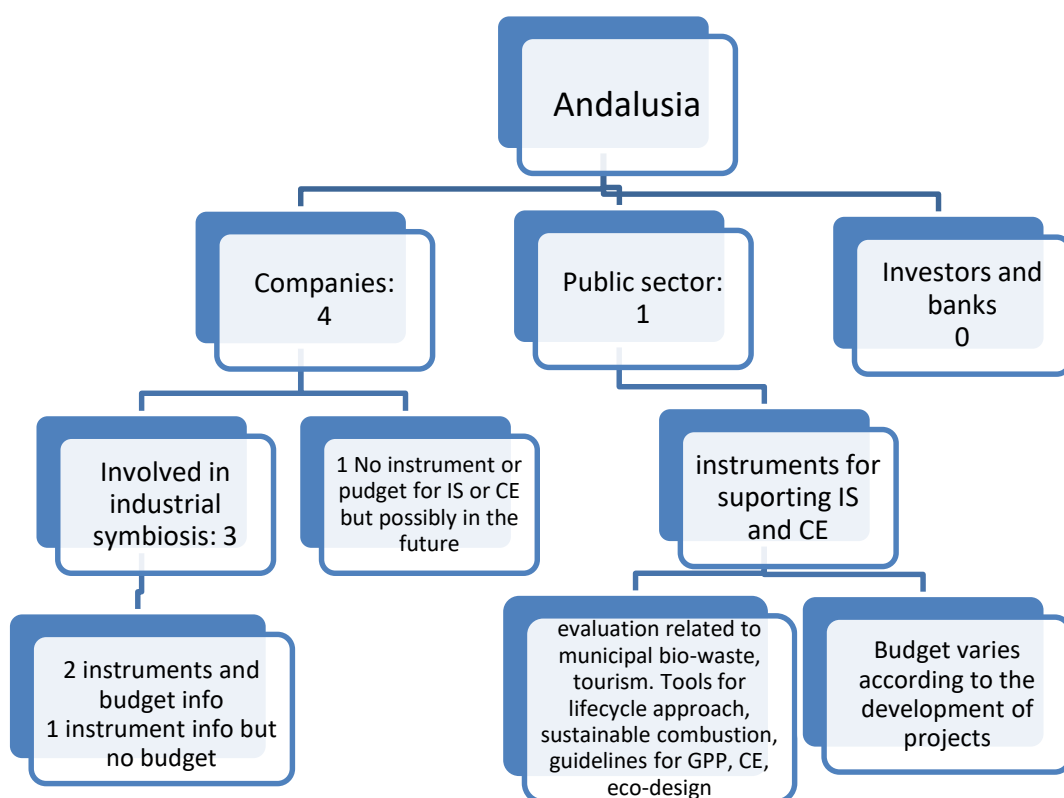 Andalusia
Companies:
4
Public sector:
1
Investors and
banks
0
Involved in
industrial
symbiosis: 3
1 No instrument or
pudget for IS or CE
but possibly in the
future
instruments for
suporting IS
and CE
2 instruments and
budget info
1 instrument info but
no budget
evaluation related to
municipal bio-waste,
tourism. Tools for
lifecycle approach,
sustainable combustion,
guidelines for GPP, CE,
eco-design
Budget varies
according to the
development of
projects